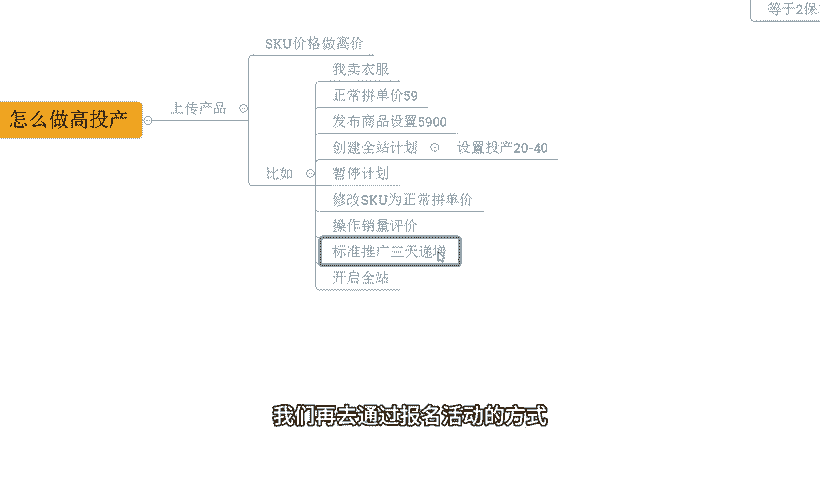 等于2保
SKU价格做离价
我卖衣服
正常拼单价59
怎么做高投产
上传产品
发布商品设置5900
创建全站计划
设置投产20-40
比如
暂停计划
修改SKU为正常拼单价
操作销量评价
标准推广三天递增
开启全站
我们再去通过报名活动的方式